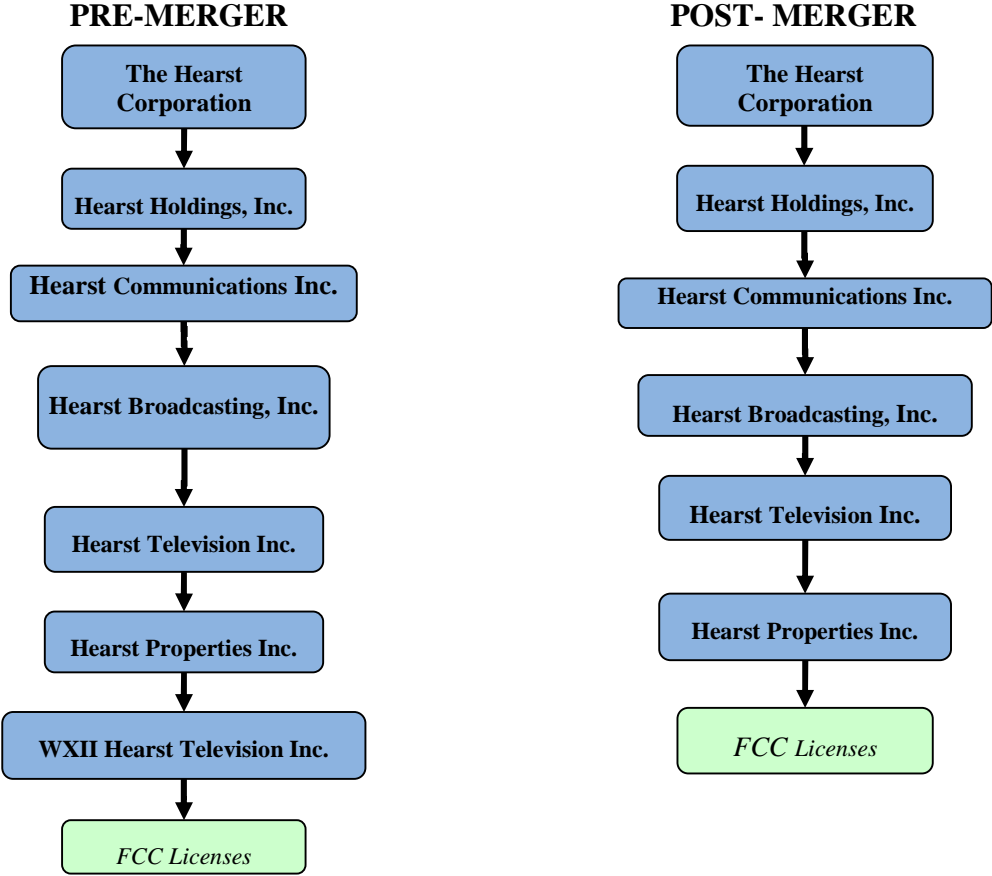 PRE-MERGER
The Hearst
Corporation
Hearst Holdings, Inc.
Hearst Communications Inc.
Hearst Broadcasting, Inc.
Hearst Television Inc.
Hearst Properties Inc.
WXII Hearst Television Inc.
FCC Licenses
POST- MERGER
The Hearst
Corporation
Hearst Holdings, Inc.
Hearst Communications Inc.
Hearst Broadcasting, Inc.
Hearst Television Inc.
Hearst Properties Inc.
FCC Licenses